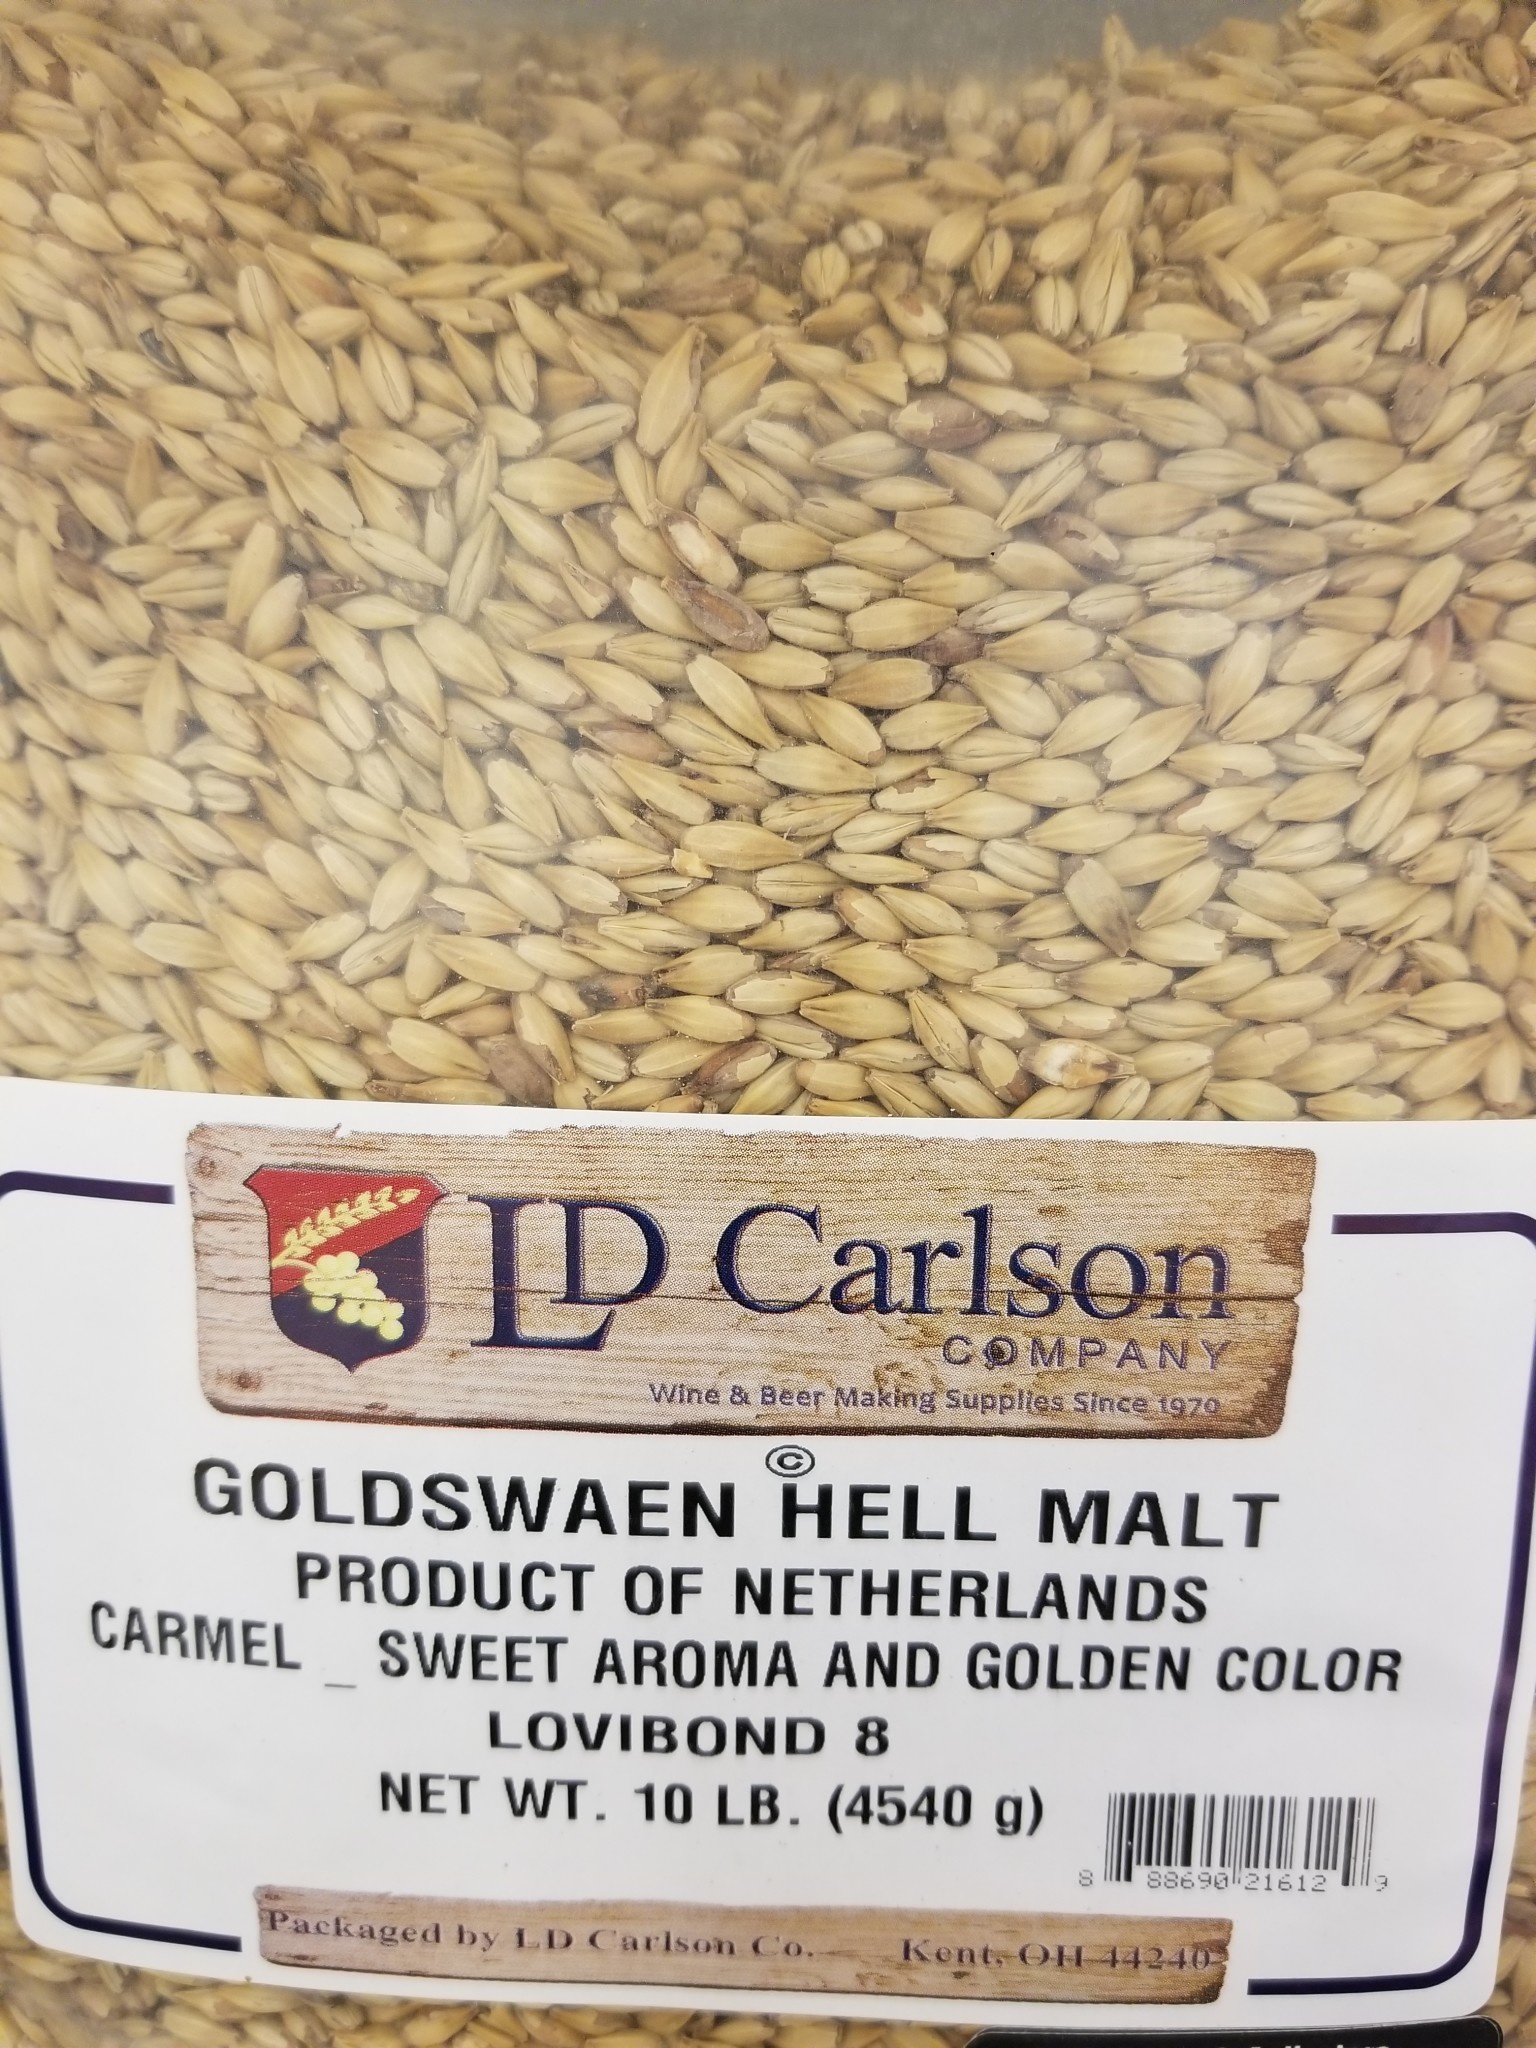 LD Carlson
COMPANY
Wine & Beer Making Supplies Since 1970
©
GOLDSWAEN HELL MALT
PRODUCT OF NETHERLANDS
CARMEL _ SWEET AROMA AND GOLDEN COLOR
LOVIBOND 8
NET WT. 10 LB. (4540 g)
8 88690 21612 9
Packaged by LD Carlson Co. Kent, OH 44240